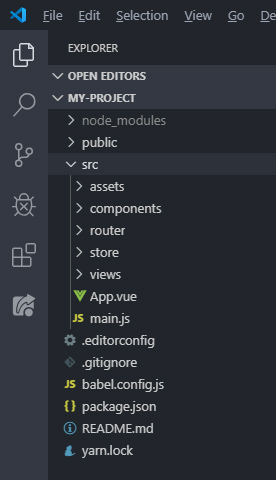 File Edit Selection View Go De
EXPLORER
OPEN EDITORS
MY-PROJECT
node_modules
public
src
assets
components
router
store
views
App.vue
JS main.js
.editorconfig
.gitignore
JS babel.config.js
{} package.json
README.md
yarn.lock